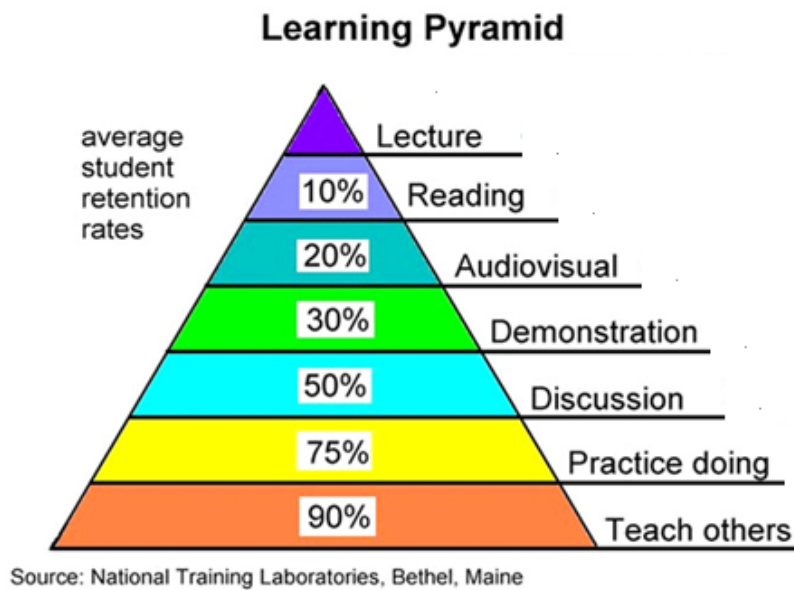 Learning Pyramid
average
student
retention
rates
Lecture
10% Reading
20% Audiovisual
30% Demonstration
50% Discussion
75% Practice doing
90% Teach others
Source: National Training Laboratories, Bethel, Maine